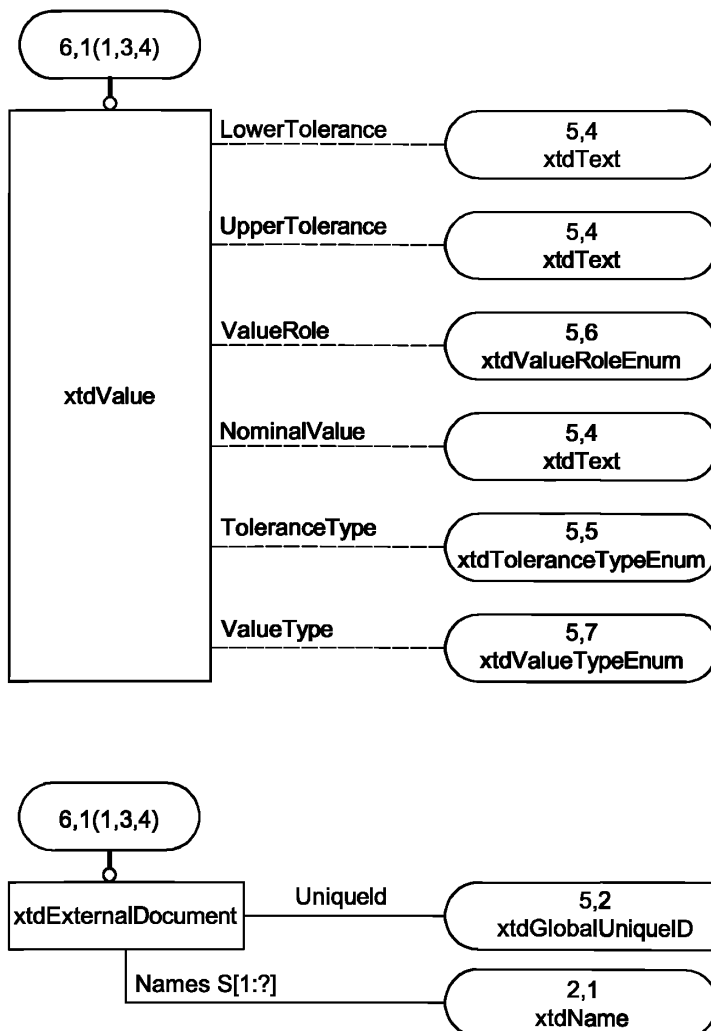 6,1(1,3,4)
LowerTolerance
5,4
xtdText
UpperTolerance
5,4
xtdText
ValueRole
5,6
xtdValueRoleEnum
xtdValue
NominalValue
5,4
xtdText
ToleranceType
5,5
xtdToleranceTypeEnum
ValueType
5,7
xtdValueTypeEnum
6,1(1,3,4)
xtdExternalDocument
UniqueId
5,2
xtdGlobalUniqueID
Names S[1:?]
2,1
xtdName